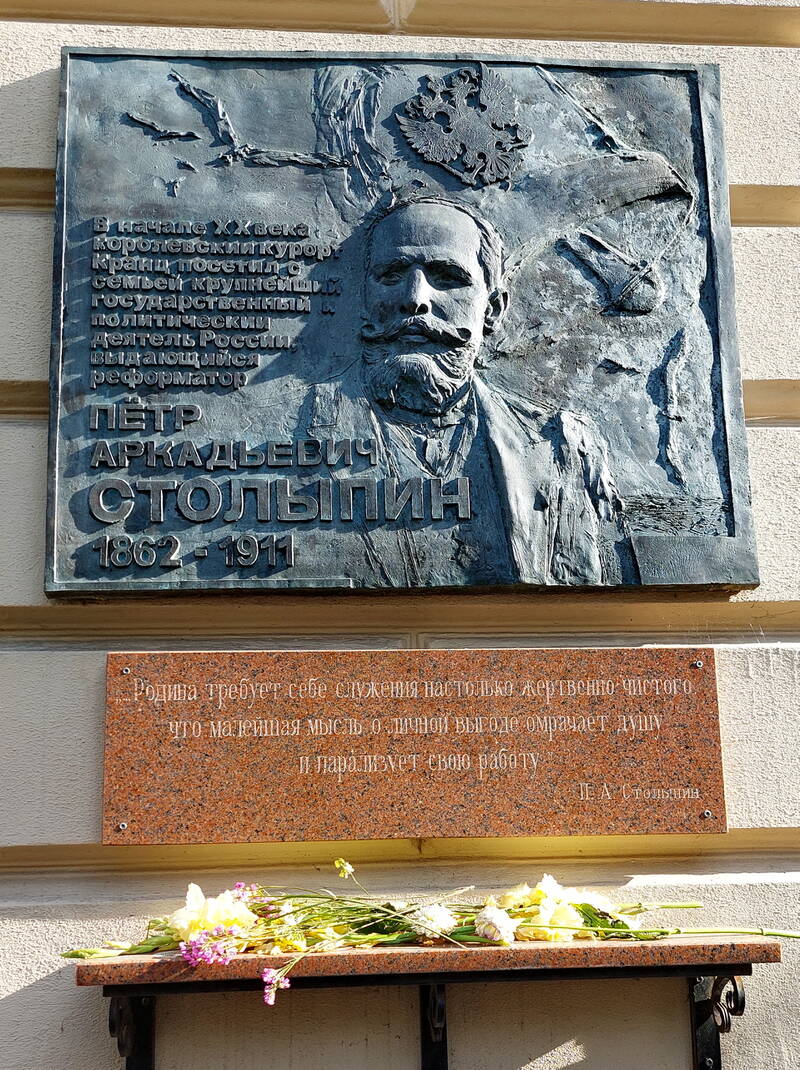 В начале XX века
королевский курорт
Кранц посетил с
семьей крупнейший
государственный и
политический
деятель России,
выдающийся
реформатор
ПЁТР
АРКАДЬЕВИЧ
СТОЛЫПИН
1862 - 1911
„...Родина требует себе служения настолько жертвенно-чистого,
что малейшая мысль о личной выгоде омрачает душу
и парализует свою работу"
П. А. Столыпин